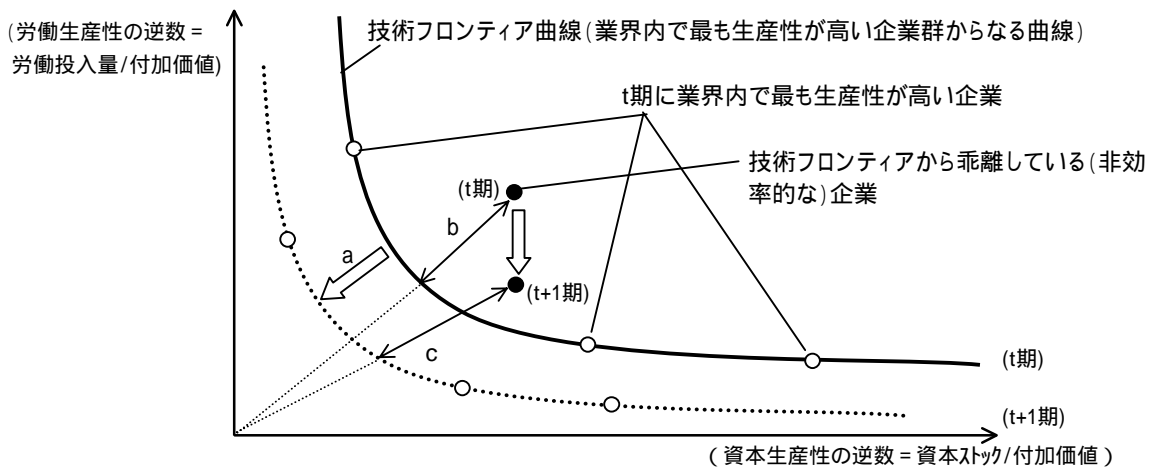 (労働生産性の逆数 =
労働投入量/付加価値)
技術フロンティア曲線(業界内で最も生産性が高い企業群からなる曲線)
t期に業界内で最も生産性が高い企業
技術フロンティアから乖離している(非効
率的な)企業
(t期)
b
a
(t+1期)
c
(t期)
(t+1期)
(資本生産性の逆数 = 資本ストック/付加価値)